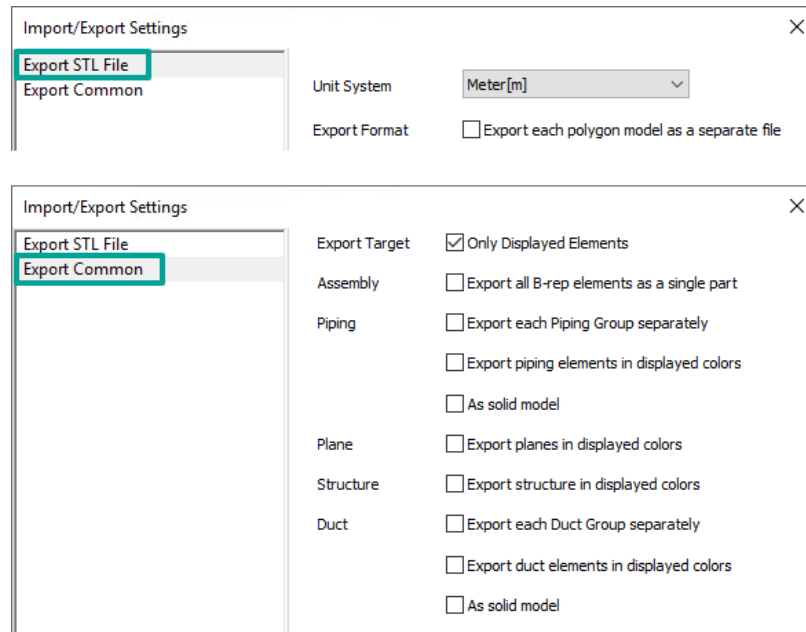 Import/Export Settings
Export STL File
Export Common
Unit System Meter[m]
Export Format Export each polygon model as a separate file
Import/Export Settings
Export STL File
Export Common
Export Target Only Displayed Elements
Assembly Export all B-rep elements as a single part
Piping Export each Piping Group separately
Export piping elements in displayed colors
As solid model
Plane Export planes in displayed colors
Structure Export structure in displayed colors
Duct Export each Duct Group separately
Export duct elements in displayed colors
As solid model